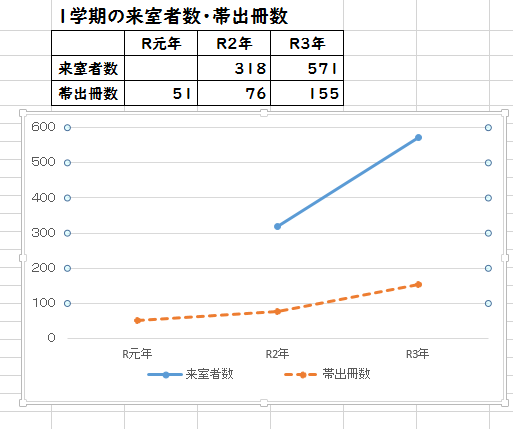 1学期の来室者数・帯出冊数
R元年 R2年 R3年
来室者数 318 571
帯出冊数 51 76 155
600
500
400
300
200
100
0
R元年 R2年 R3年
来室者数 帯出冊数